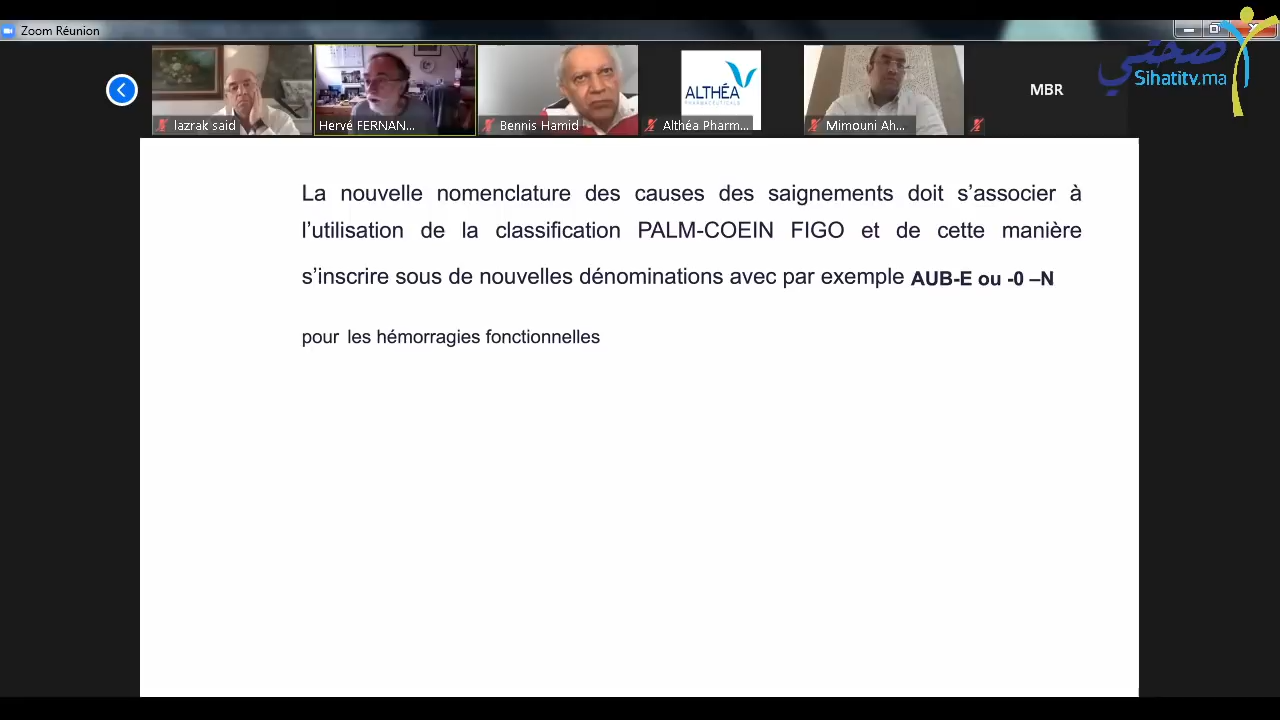 Zoom Réunion
صحتي
Sihatitv.ma
lazrak said
Hervé FERNAN...
Bennis Hamid
ALTHÉA
PHARMACEUTICALS
Althéa Pharm...
Mimouni Ah...
MBR
La nouvelle nomenclature des causes des saignements doit s’associer à
l’utilisation de la classification PALM-COEIN FIGO et de cette manière
s’inscrire sous de nouvelles dénominations avec par exemple AUB-E ou -0 –N
pour les hémorragies fonctionnelles